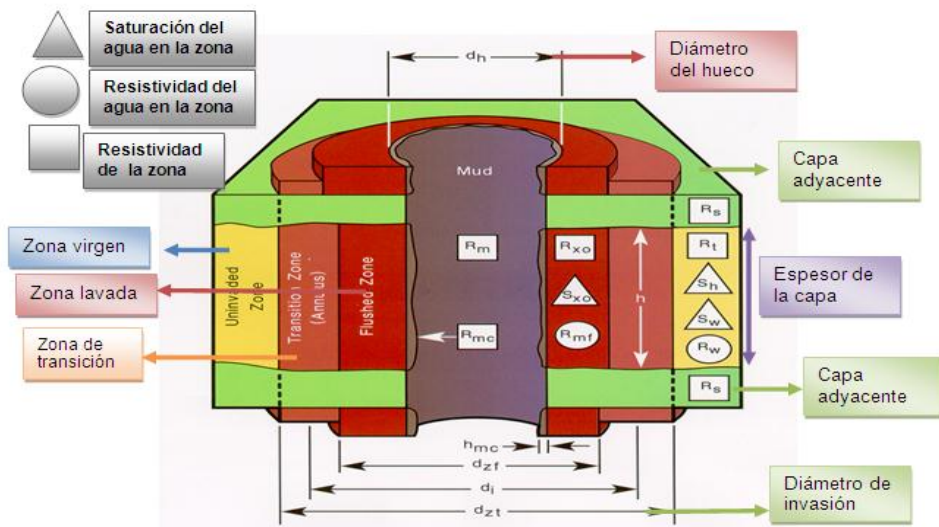 Saturación del
agua en la zona
Resistividad del
agua en la zona
Resistividad
de la zona
dh
Diámetro
del hueco
Mud
Capa
adyacente
Rs
Zona virgen
Zona lavada
Zona de
transición
Uninvaded
Zone
Transition Zone
(Annulus)
Flushed Zone
Rm
Rmc
Rxo
Sxo
Rmf
h
Rt
Sh
Sw
Rw
Espesor de
la capa
Rs
Capa
adyacente
hmc
dzf
di
dzt
Diámetro de
invasión